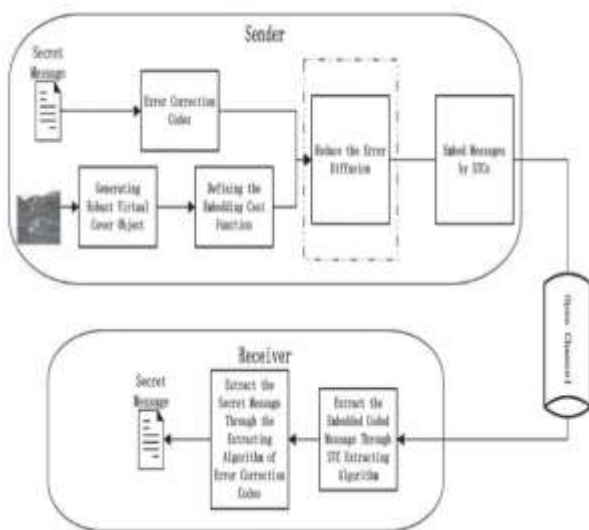 Sender
Secret
Message
Error Correction
Codes
Generating
Robust Virtual
Cover Object
Defining the
Embedding Cost
Function
Reduce the Error
Diffusion
Embed Messages
by STCs
Open Channel
Receiver
Secret
Message
Extract the
Secret Message
Through the
Extracting
Algorithm of
Error Correction
Codes
Extract the
Embedded Coded
Message Through
STC Extracting
Algorithm